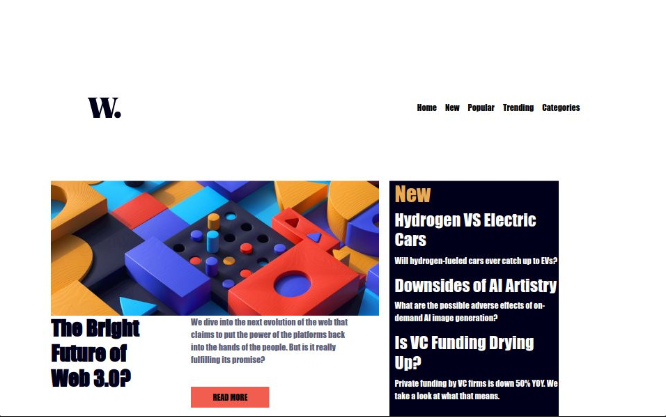 W.
Home New Popular Trending Categories
The Bright
Future of
Web 3.0?
We dive into the next evolution of the web that
claims to put the power of the platforms back
into the hands of the people. But is it really
fulfilling its promise?
READ MORE
New
Hydrogen VS Electric
Cars
Will hydrogen-fueled cars ever catch up to EVs?
Downsides of AI Artistry
What are the possible adverse effects of on-
demand AI image generation?
Is VC Funding Drying
Up?
Private funding by VC firms is down 50% YOY. We
take a look at what that means.